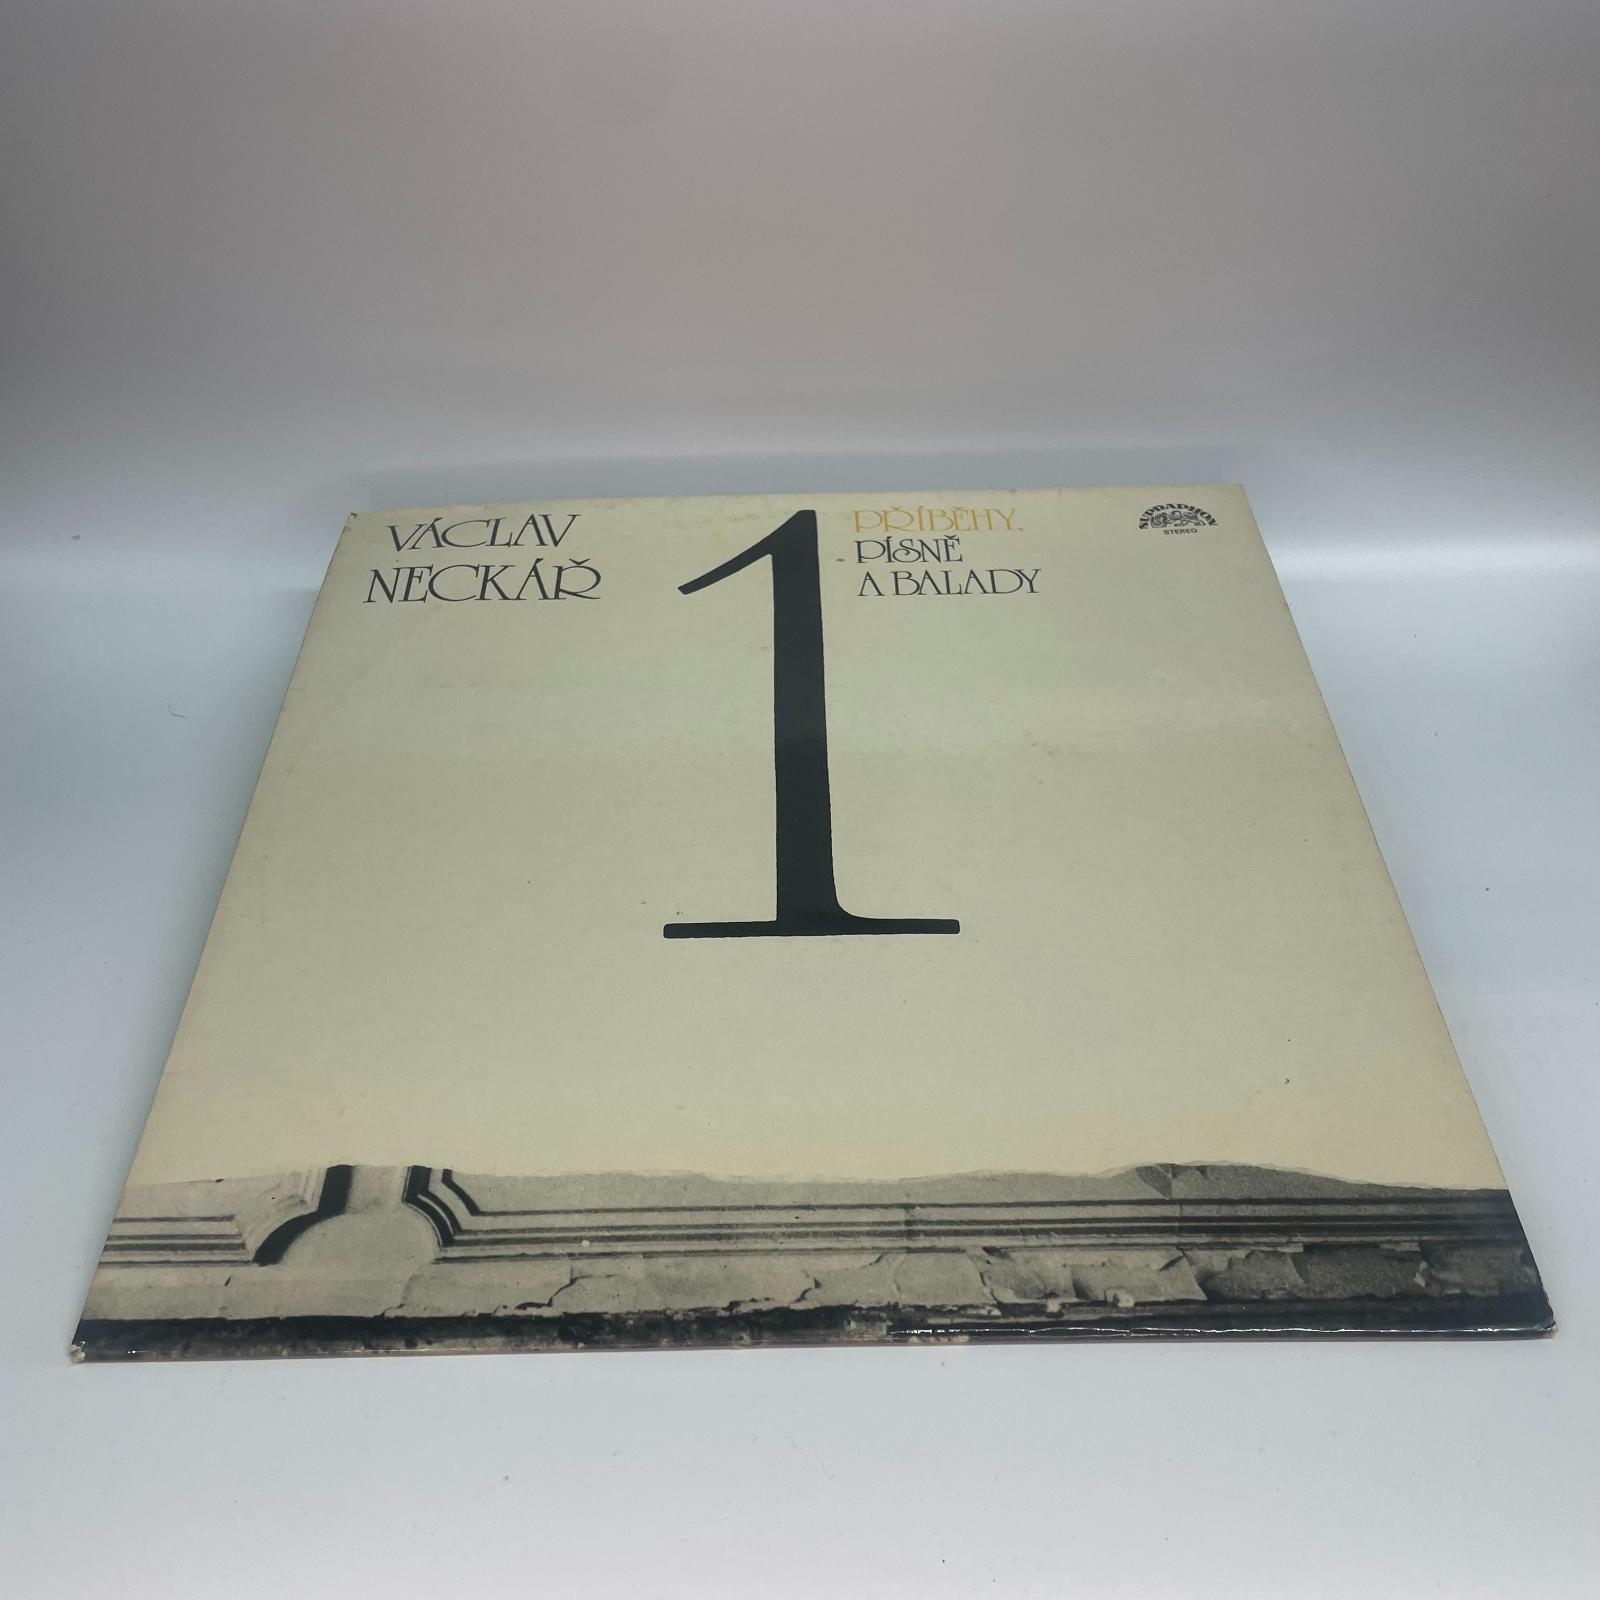 VÁCLAV
NECKÁŘ
1
PŘÍBĚHY,
PÍSNĚ
A BALADY
SUPRAPHON
STEREO